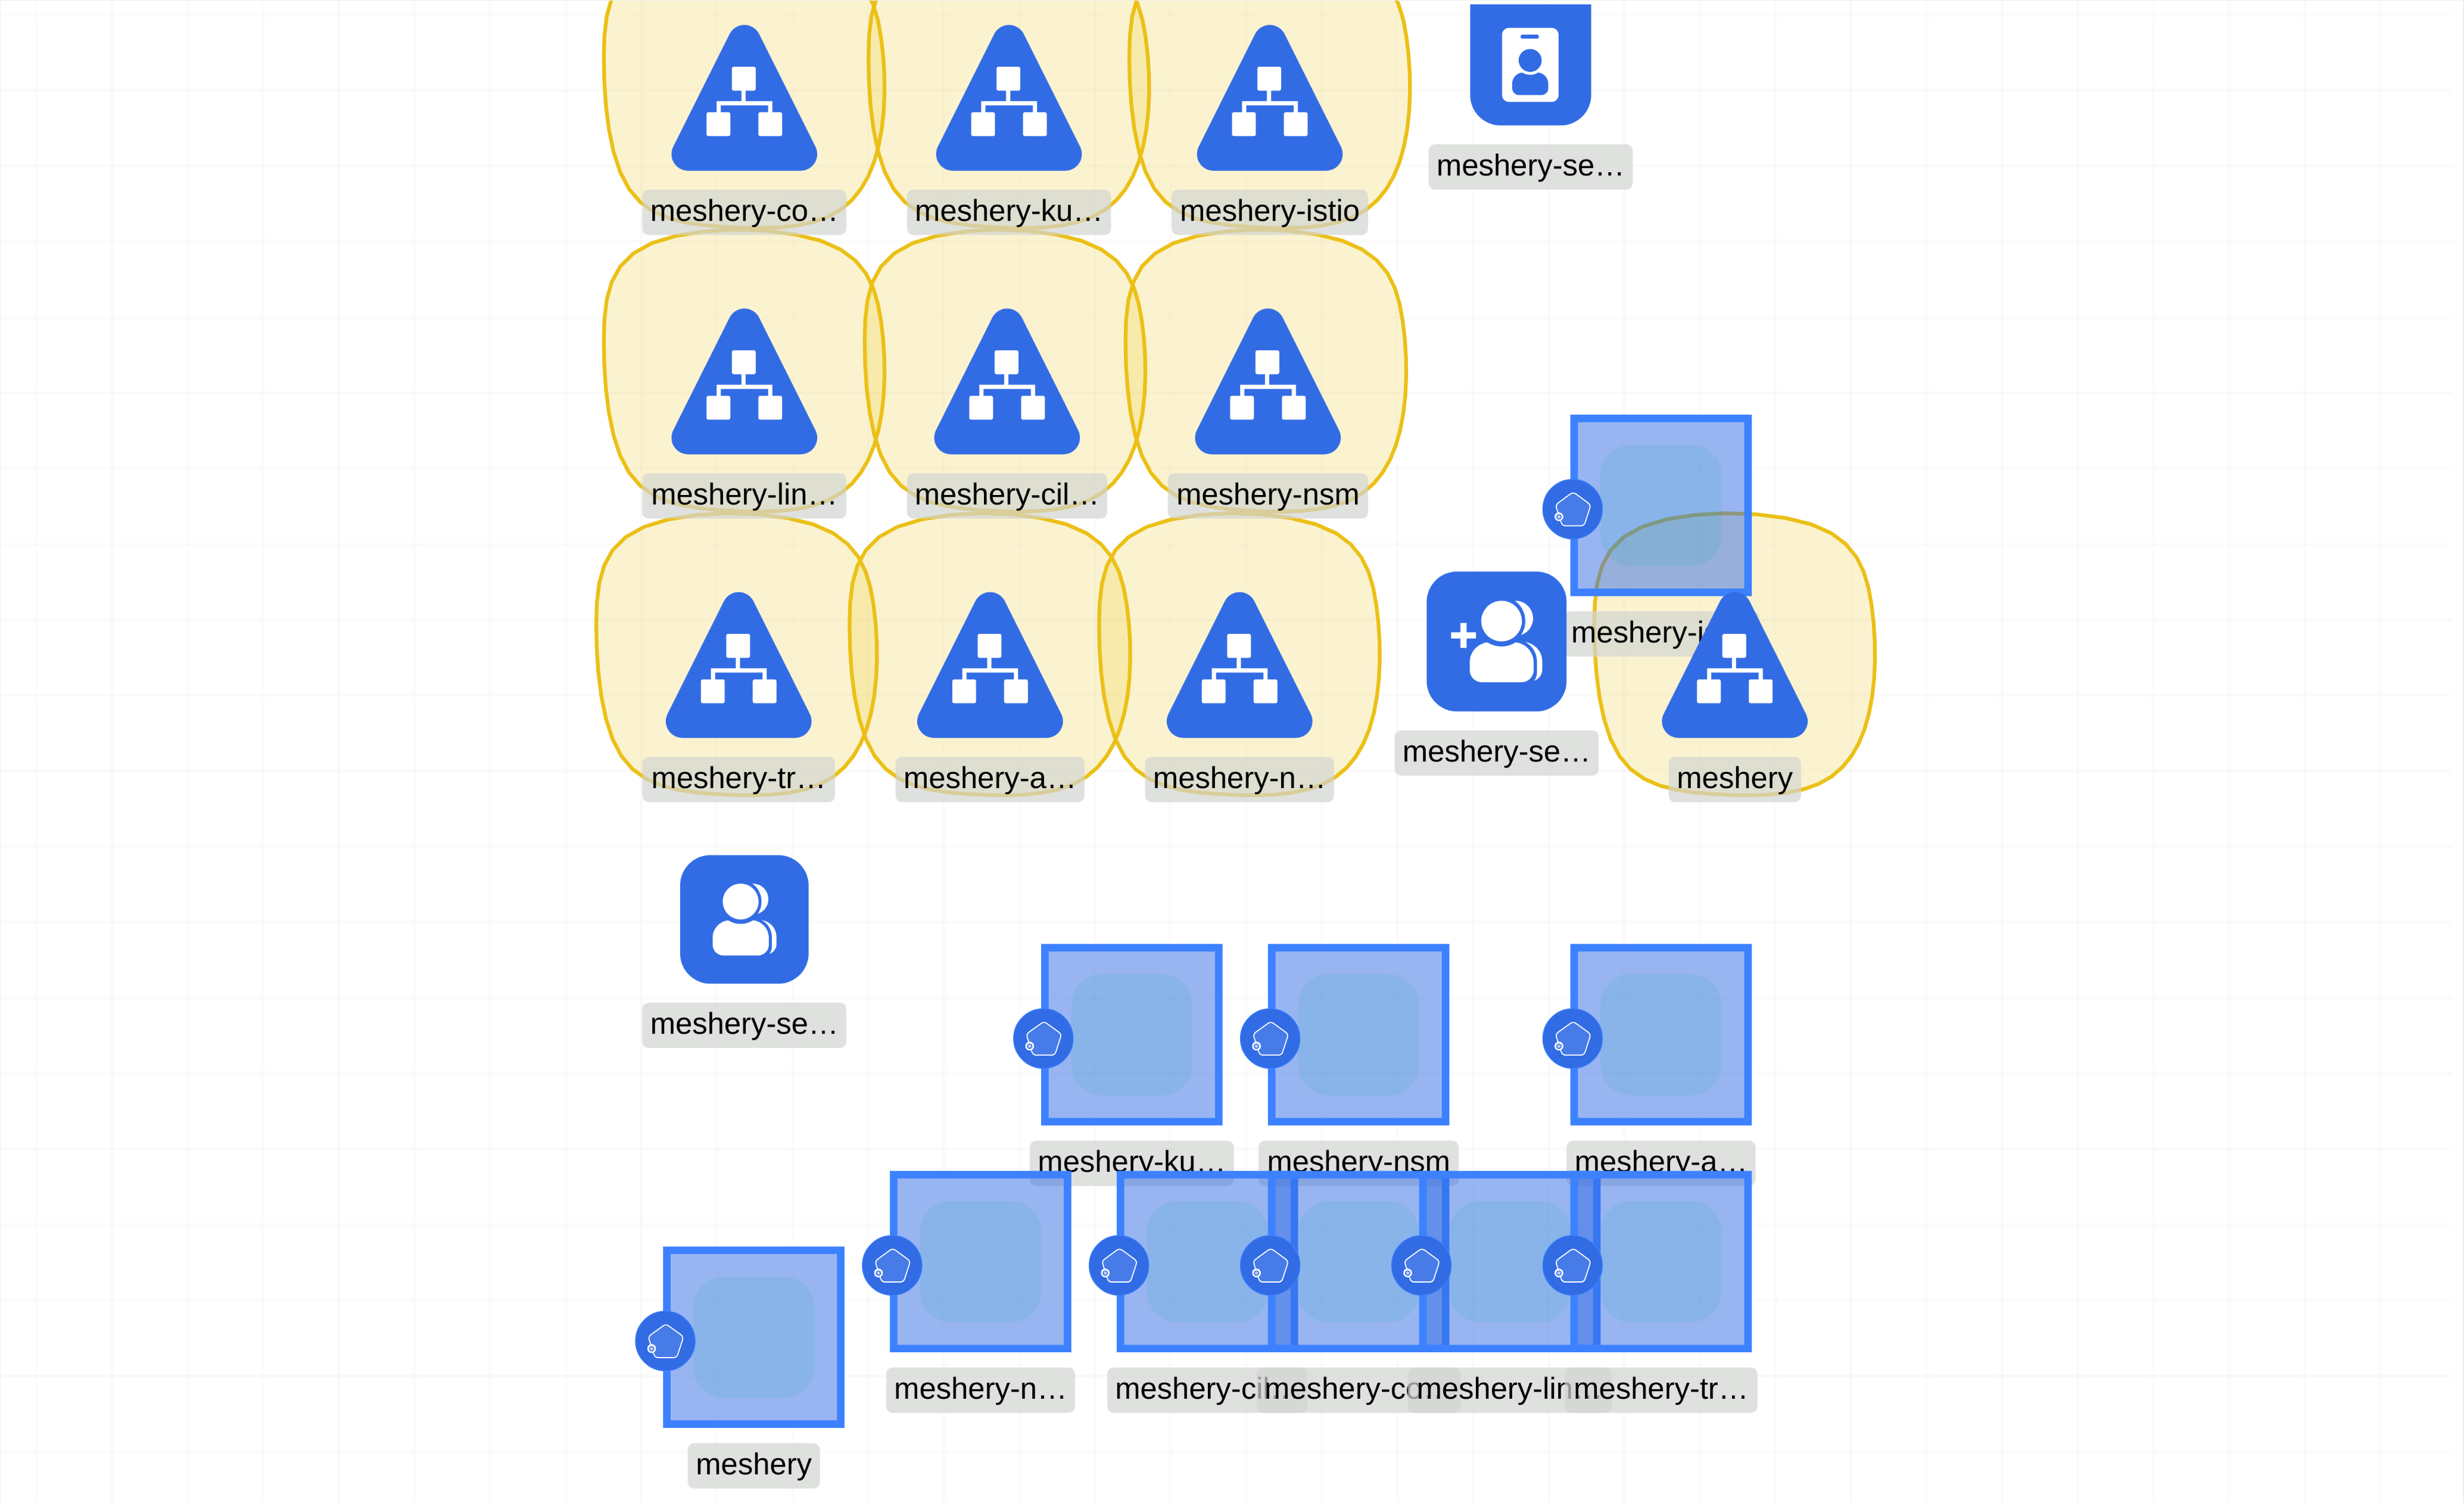 meshery-se…
meshery-co…
meshery-ku…
meshery-istio
meshery-lin…
meshery-cil…
meshery-nsm
meshery-i
meshery-se…
meshery-tr…
meshery-a…
meshery-n…
meshery
meshery-se…
meshery-ku…
meshery-nsm
meshery-a…
meshery-n…
meshery-ci
meshery-co
meshery-lin
meshery-tr…
meshery